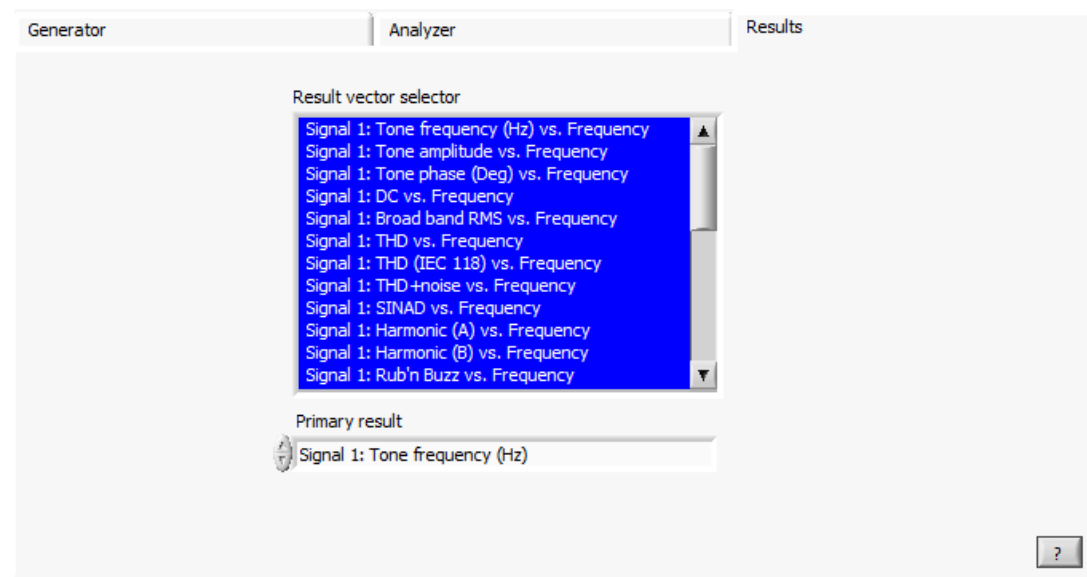 Generator
Analyzer
Results
Result vector selector
Signal 1: Tone frequency (Hz) vs. Frequency
Signal 1: Tone amplitude vs. Frequency
Signal 1: Tone phase (Deg) vs. Frequency
Signal 1: DC vs. Frequency
Signal 1: Broad band RMS vs. Frequency
Signal 1: THD vs. Frequency
Signal 1: THD (IEC 118) vs. Frequency
Signal 1: THD+noise vs. Frequency
Signal 1: SINAD vs. Frequency
Signal 1: Harmonic (A) vs. Frequency
Signal 1: Harmonic (B) vs. Frequency
Signal 1: Rub'n Buzz vs. Frequency
Primary result
Signal 1: Tone frequency (Hz)
?